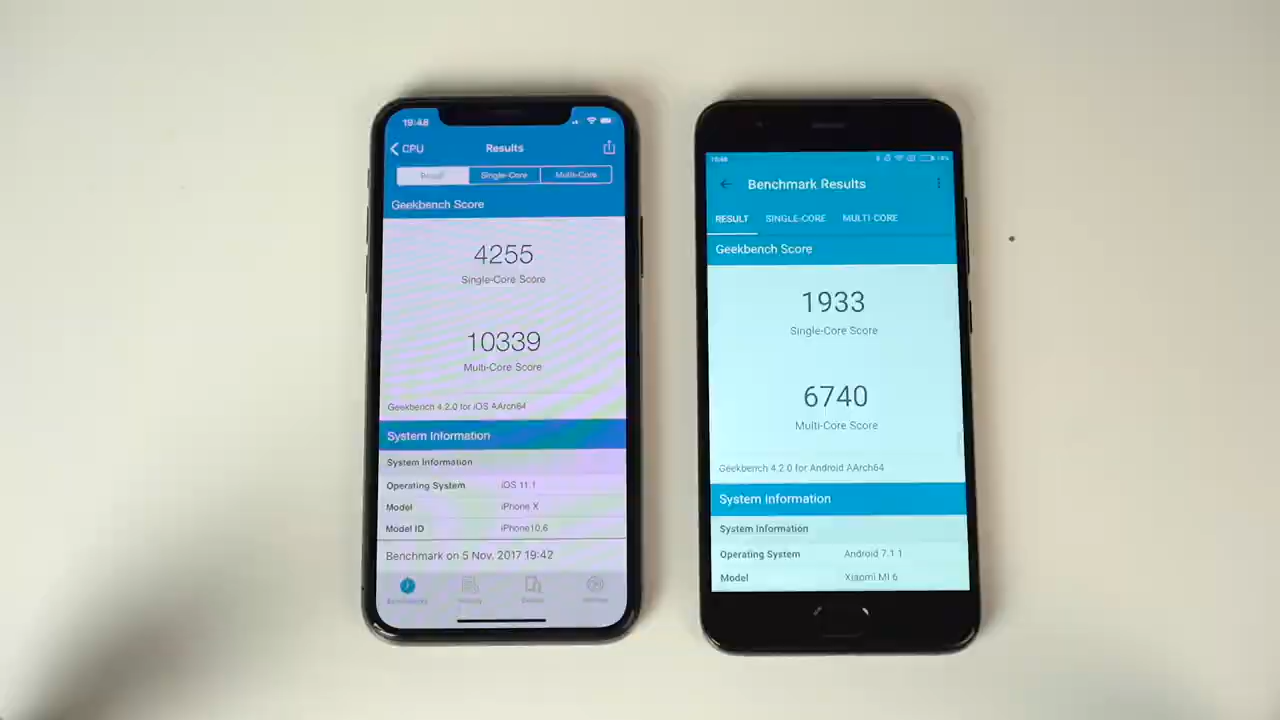 19:48
CPU
Results
Result
Single-Core
Multi-Core
Geekbench Score
4255
Single-Core Score
10339
Multi-Core Score
Geekbench 4.2.0 for iOS AArch64
System Information
System Information
Operating System iOS 11.1
Model iPhone X
Model ID iPhone10,6
Benchmark on 5 Nov. 2017 19:42
Benchmark Results
RESULT
SINGLE-CORE
MULTI-CORE
Geekbench Score
1933
Single-Core Score
6740
Multi-Core Score
Geekbench 4.2.0 for Android AArch64
System Information
System Information
Operating System Android 7.1.1
Model Xiaomi MI 6